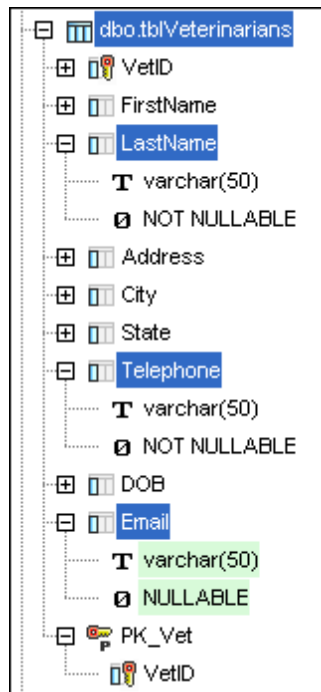 dbo.tblVeterinarians
VetID
FirstName
LastName
T varchar(50)
Ø NOT NULLABLE
Address
City
State
Telephone
T varchar(50)
Ø NOT NULLABLE
DOB
Email
T varchar(50)
Ø NULLABLE
P PK_Vet
VetID